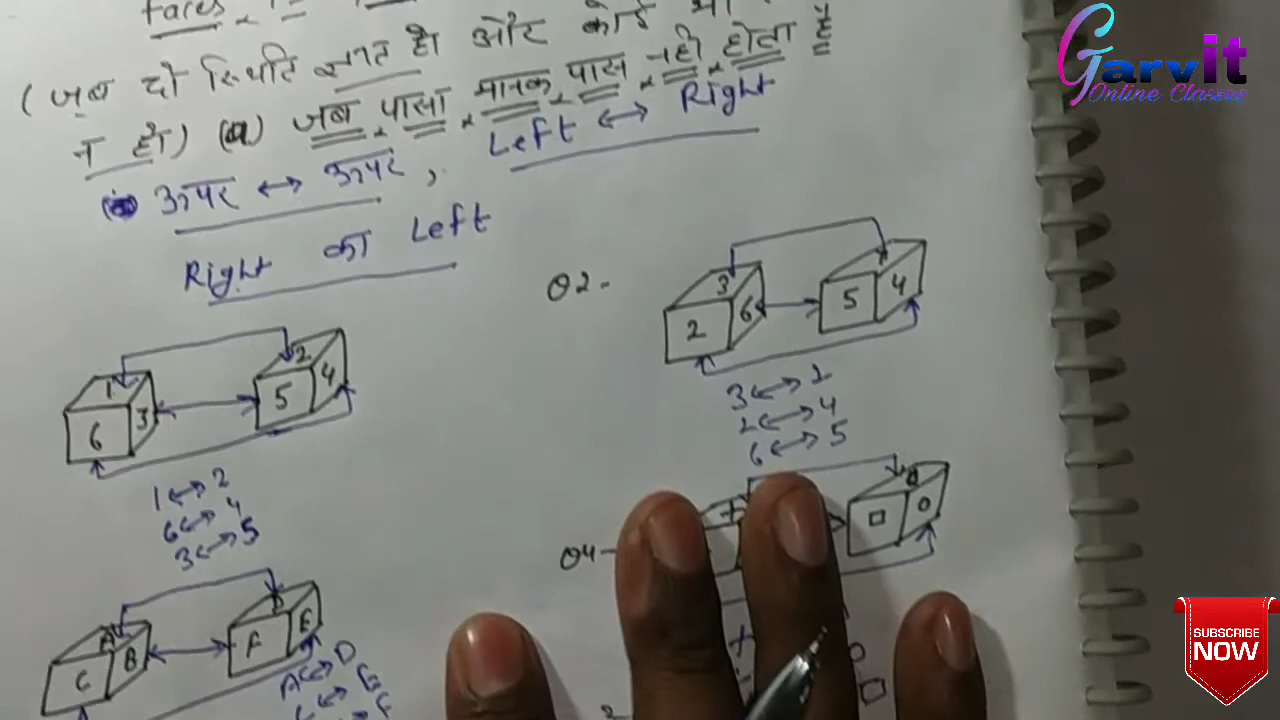 faces
( जब दो स्थिति ज्ञात हो और कोई भी
न हो) (a) जब पासा मानक पास नही होता है
ऊपर ↔ ऊपर, Left ↔ Right
Right का Left
1
6 3
2
5 4
1 ↔ 2
6 ↔ 4
3 ↔ 5
A
C B
D
F E
A ↔ D
Q2-
3
2 6
5 4
3 ↔ 1
2 ↔ 4
6 ↔ 5
Q4-
+
□ ○
+
○
□
Garvit
Online Classes
SUBSCRIBE
NOW